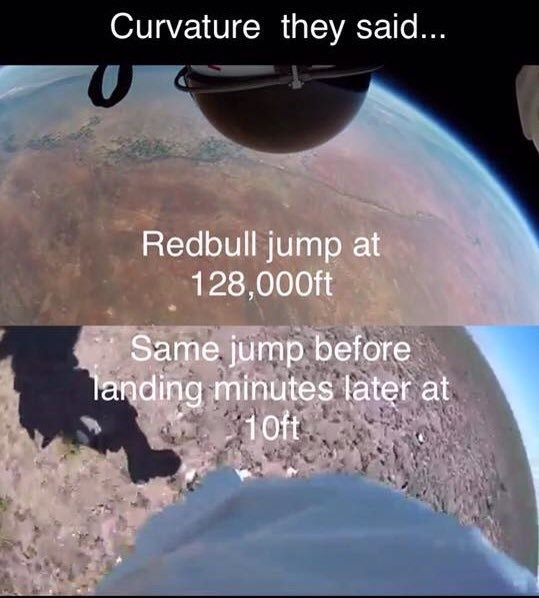 Curvature they said...
Redbull jump at
128,000ft
Same jump before
landing minutes later at
10ft